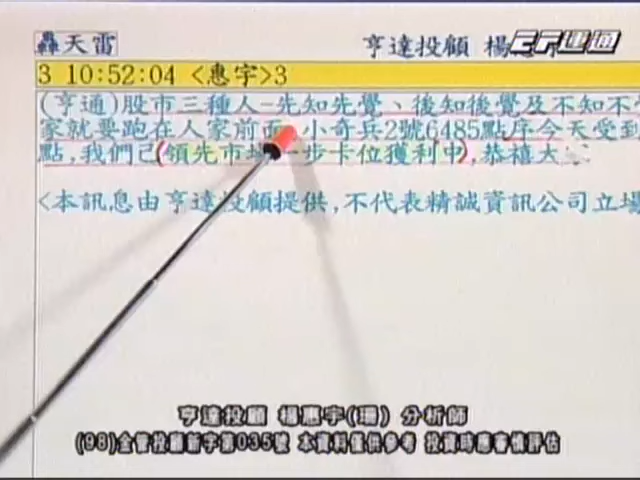 轟天雷
亨達投顧 楊
EF建通
3 10:52:04 <惠宇>3
(亨通)股市三種人-先知先覺、後知後覺及不知不
家就要跑在人家前面 小奇兵2號6485點序今天受到
點,我們已(領先市場一步卡位獲利中),恭禧大
<本訊息由亨達投顧提供,不代表精誠資訊公司立場
亨達投顧 楊惠宇(珊) 分析師
(98)金管投顧新字第035號 本資料僅供參考 投資時應審慎評估